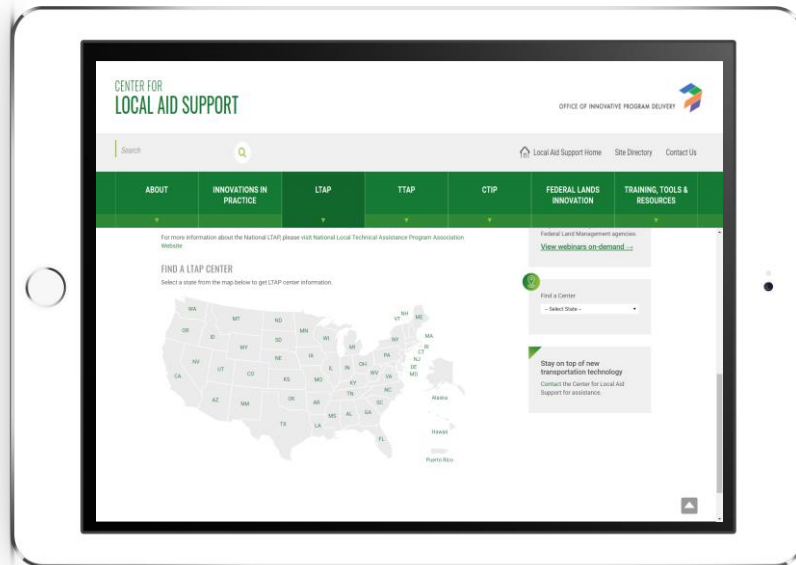 CENTER FOR
LOCAL AID SUPPORT
OFFICE OF INNOVATIVE PROGRAM DELIVERY
Search
Local Aid Support Home Site Directory Contact Us
ABOUT
INNOVATIONS IN
PRACTICE
LTAP
TTAP
CTIP
FEDERAL LANDS
INNOVATION
TRAINING, TOOLS &
RESOURCES
For more information about the National LTAP, please visit National Local Technical Assistance Program Association
Website
FIND A LTAP CENTER
Select a state from the map below to get LTAP center information.
WA
MT
ND
MN
OR
ID
SD
WI
MI
NY
VT
NH
ME
MA
RI
CT
NJ
DE
MD
WY
NE
IA
IL
IN
OH
PA
NV
UT
CO
KS
MO
KY
WV
VA
CA
AZ
NM
OK
AR
TN
NC
SC
MS
AL
GA
TX
LA
FL
Alaska
Hawaii
Puerto Rico
Federal Land Management agencies.
View webinars on-demand
Find a Center
-- Select State --
Stay on top of new
transportation technology
Contact the Center for Local Aid
Support for assistance.